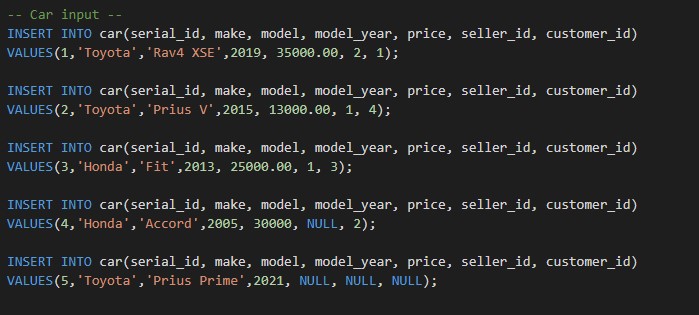 -- Car input --
INSERT INTO car(serial_id, make, model, model_year, price, seller_id, customer_id)
VALUES(1,'Toyota','Rav4 XSE',2019, 35000.00, 2, 1);
INSERT INTO car(serial_id, make, model, model_year, price, seller_id, customer_id)
VALUES(2,'Toyota','Prius V',2015, 13000.00, 1, 4);
INSERT INTO car(serial_id, make, model, model_year, price, seller_id, customer_id)
VALUES(3,'Honda','Fit',2013, 25000.00, 1, 3);
INSERT INTO car(serial_id, make, model, model_year, price, seller_id, customer_id)
VALUES(4,'Honda','Accord',2005, 30000, NULL, 2);
INSERT INTO car(serial_id, make, model, model_year, price, seller_id, customer_id)
VALUES(5,'Toyota','Prius Prime',2021, NULL, NULL, NULL);